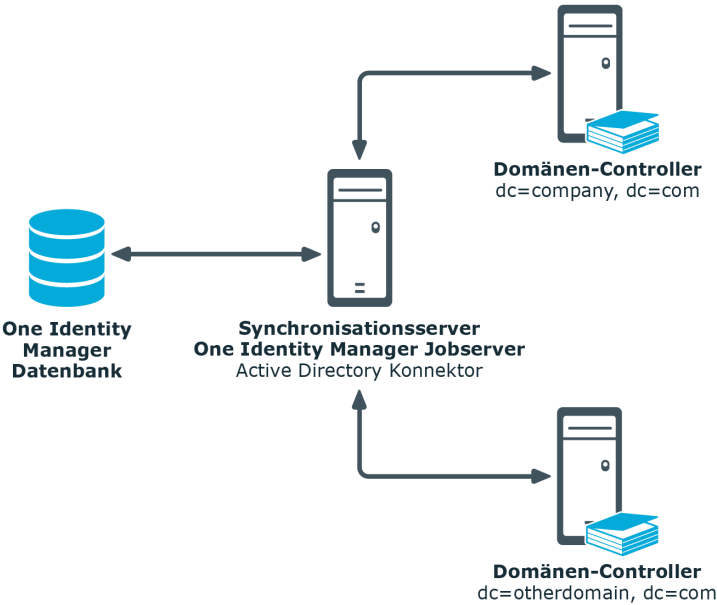 Domänen-Controller
dc=company, dc=com
One Identity
Manager
Datenbank
Synchronisationsserver
One Identity Manager Jobserver
Active Directory Konnektor
Domänen-Controller
dc=otherdomain, dc=com